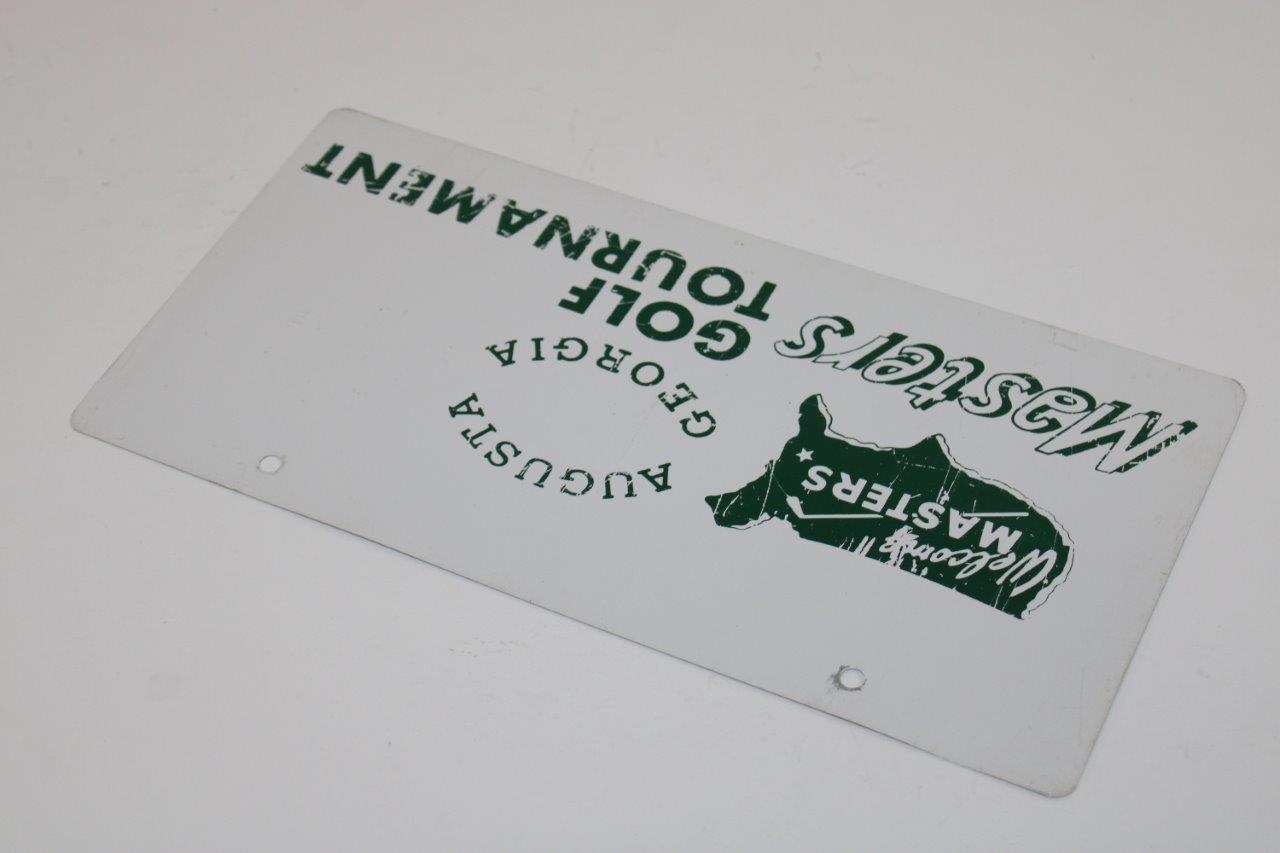 Welcome
MASTERS
AUGUSTA
GEORGIA
Masters GOLF
TOURNAMENT